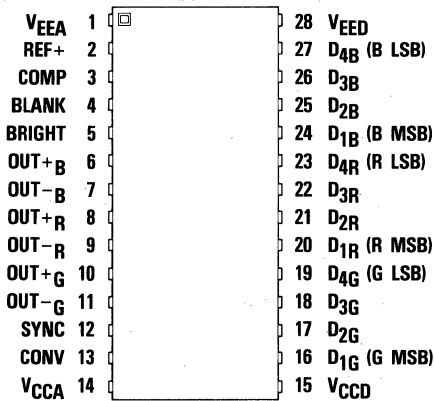 VEEA 1 28 VEED
REF+ 2 27 D4B (B LSB)
COMP 3 26 D3B
BLANK 4 25 D2B
BRIGHT 5 24 D1B (B MSB)
OUT+B 6 23 D4R (R LSB)
OUT−B 7 22 D3R
OUT+R 8 21 D2R
OUT−R 9 20 D1R (R MSB)
OUT+G 10 19 D4G (G LSB)
OUT−G 11 18 D3G
SYNC 12 17 D2G
CONV 13 16 D1G (G MSB)
VCCA 14 15 VCCD